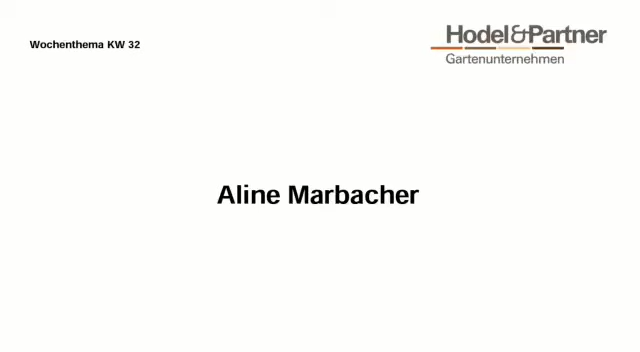 Wochenthema KW 32
Hodel&Partner
Gartenunternehmen
Aline Marbacher